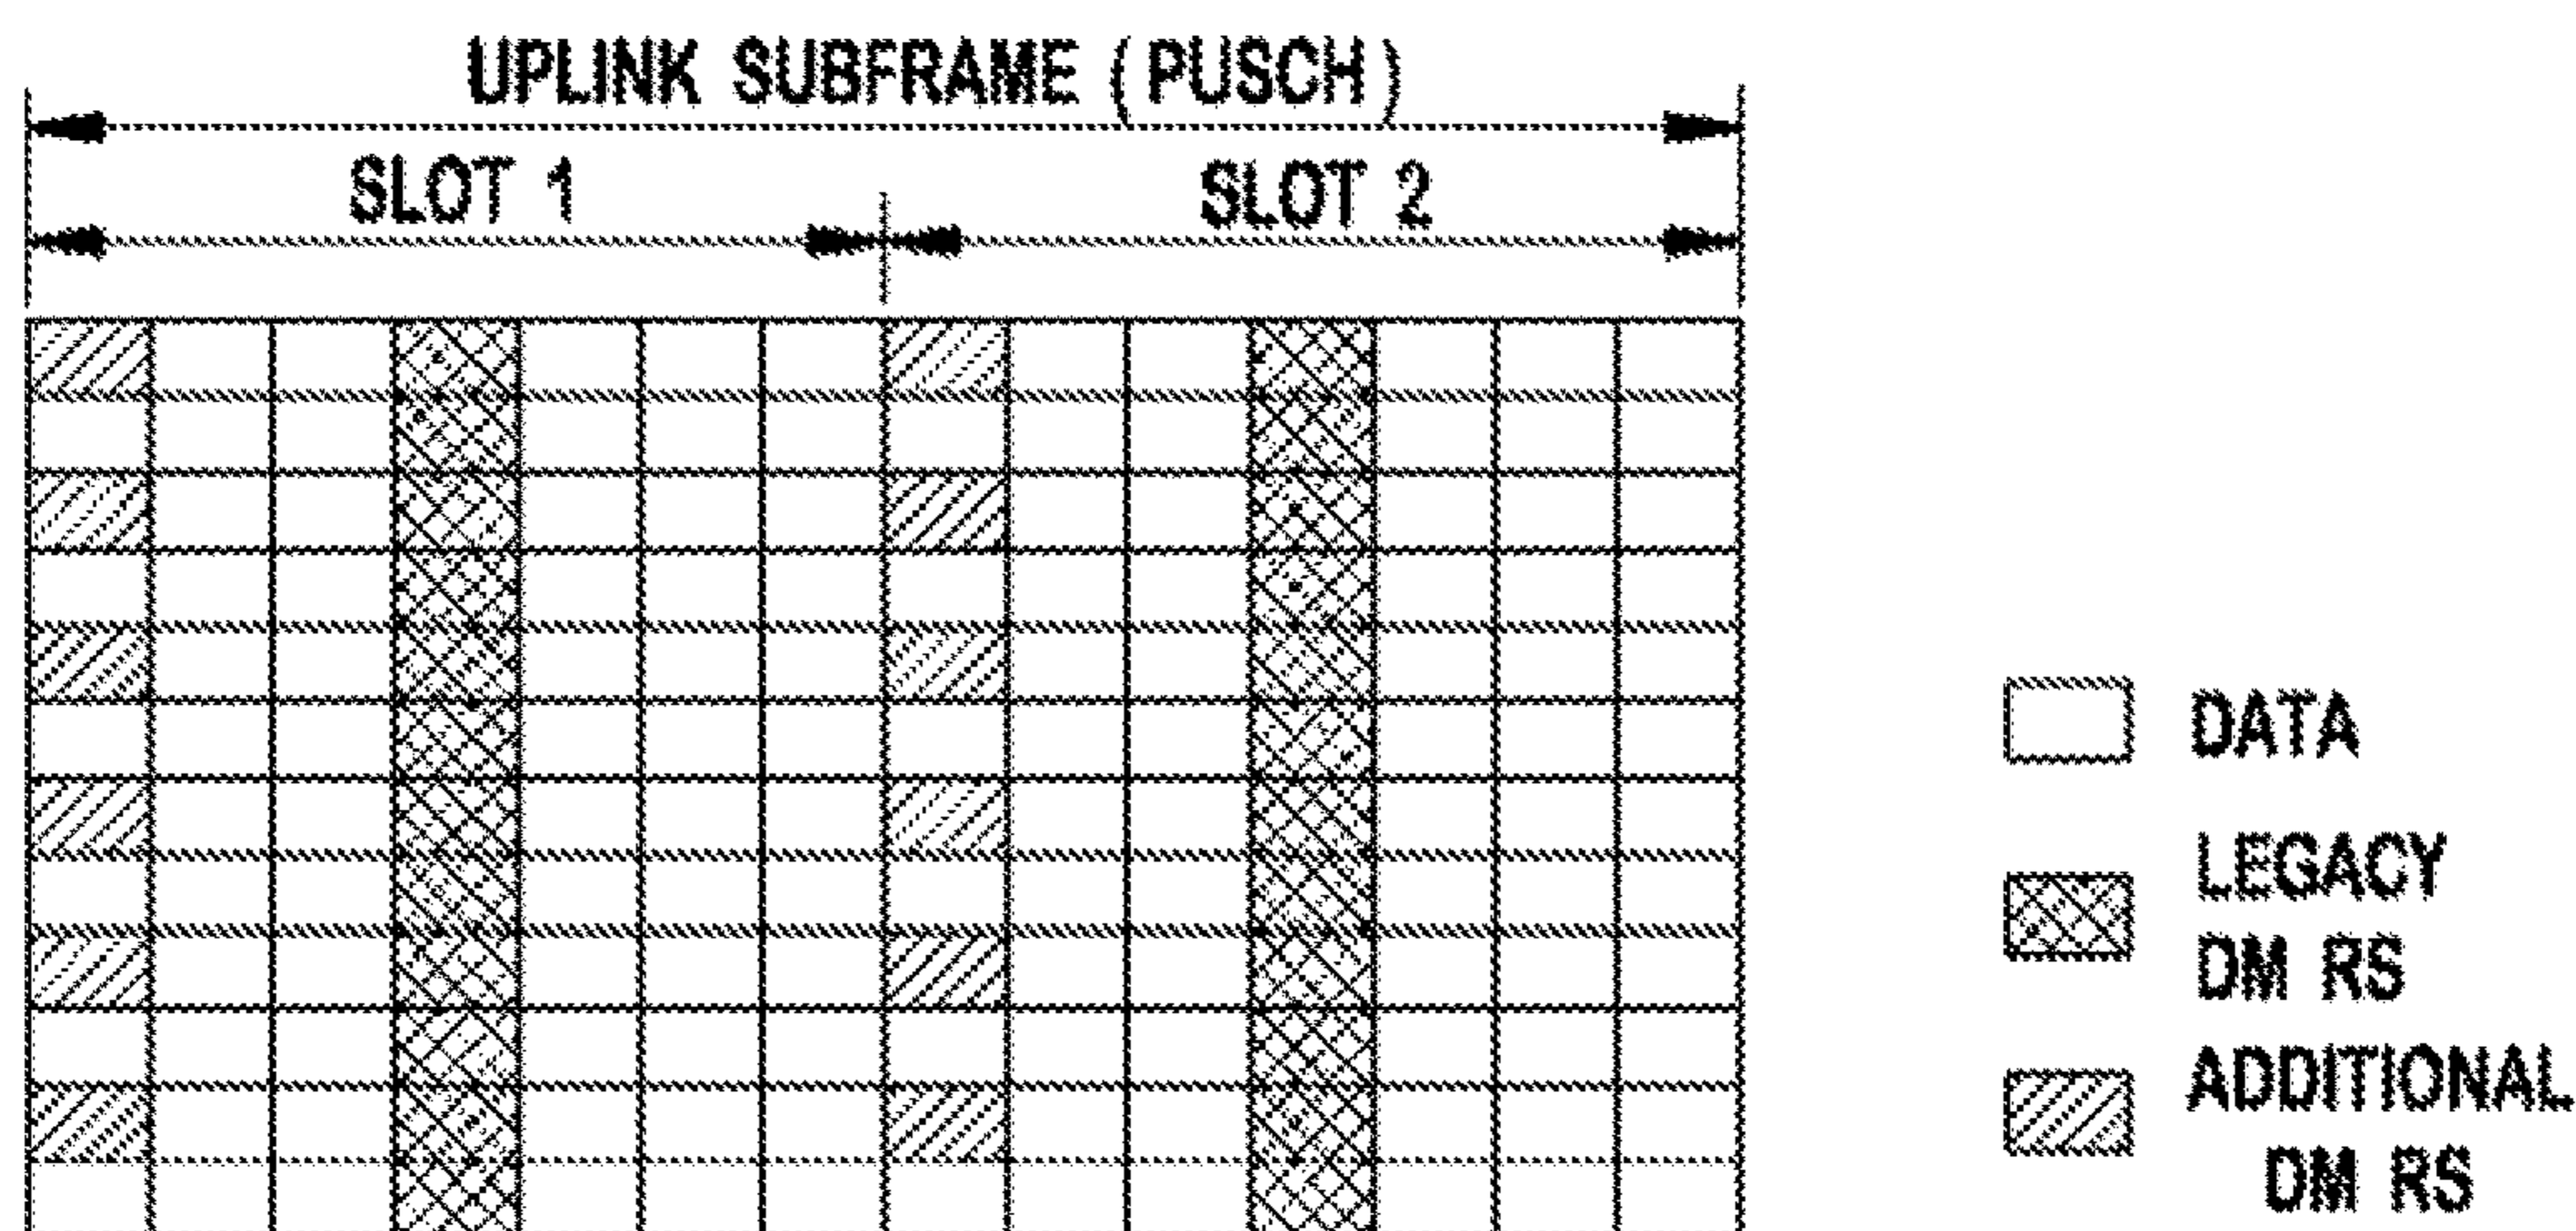 UPLINK SUBFRAME (PUSCH)
SLOT 1
SLOT 2
DATA
LEGACY
DM RS
ADDITIONAL
DM RS